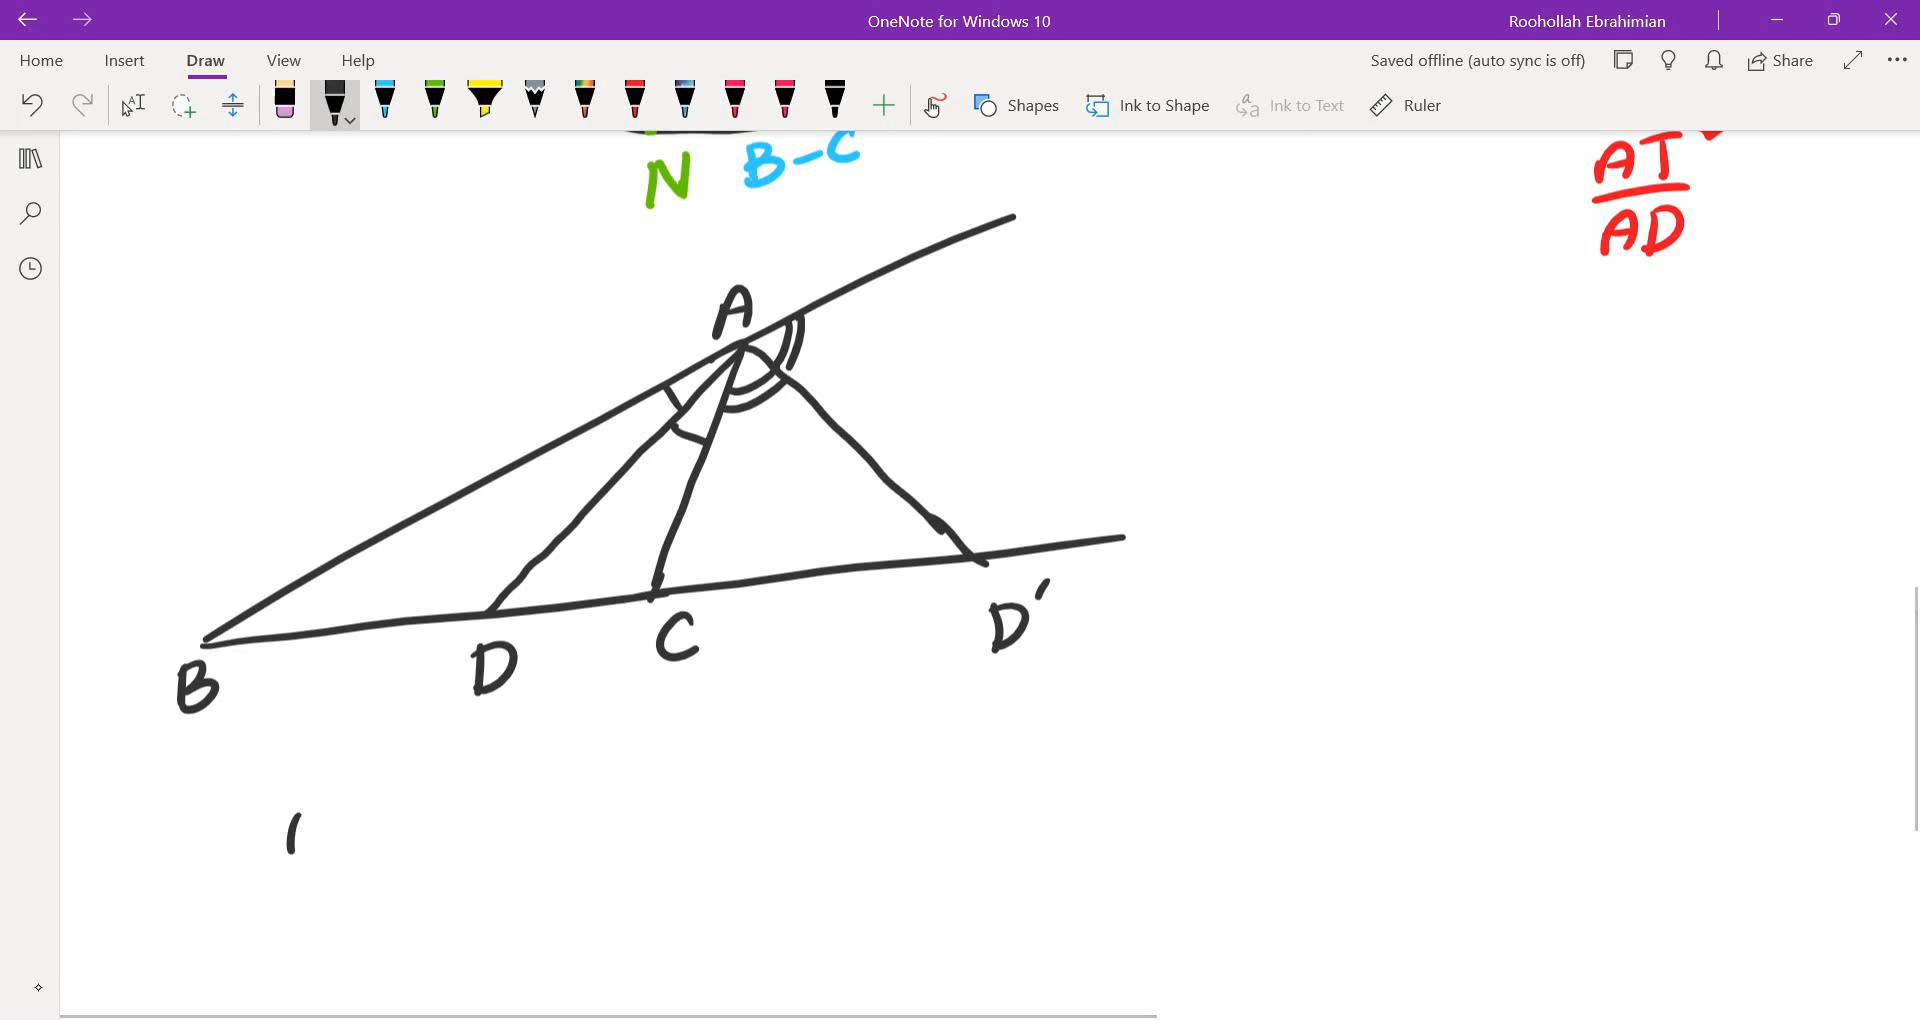 OneNote for Windows 10
Roohollah Ebrahimian
Home Insert Draw View Help
Saved offline (auto sync is off)
Share
Shapes
Ink to Shape
Ink to Text
Ruler
N
B-C
AT
AD
A
B
D
C
D'